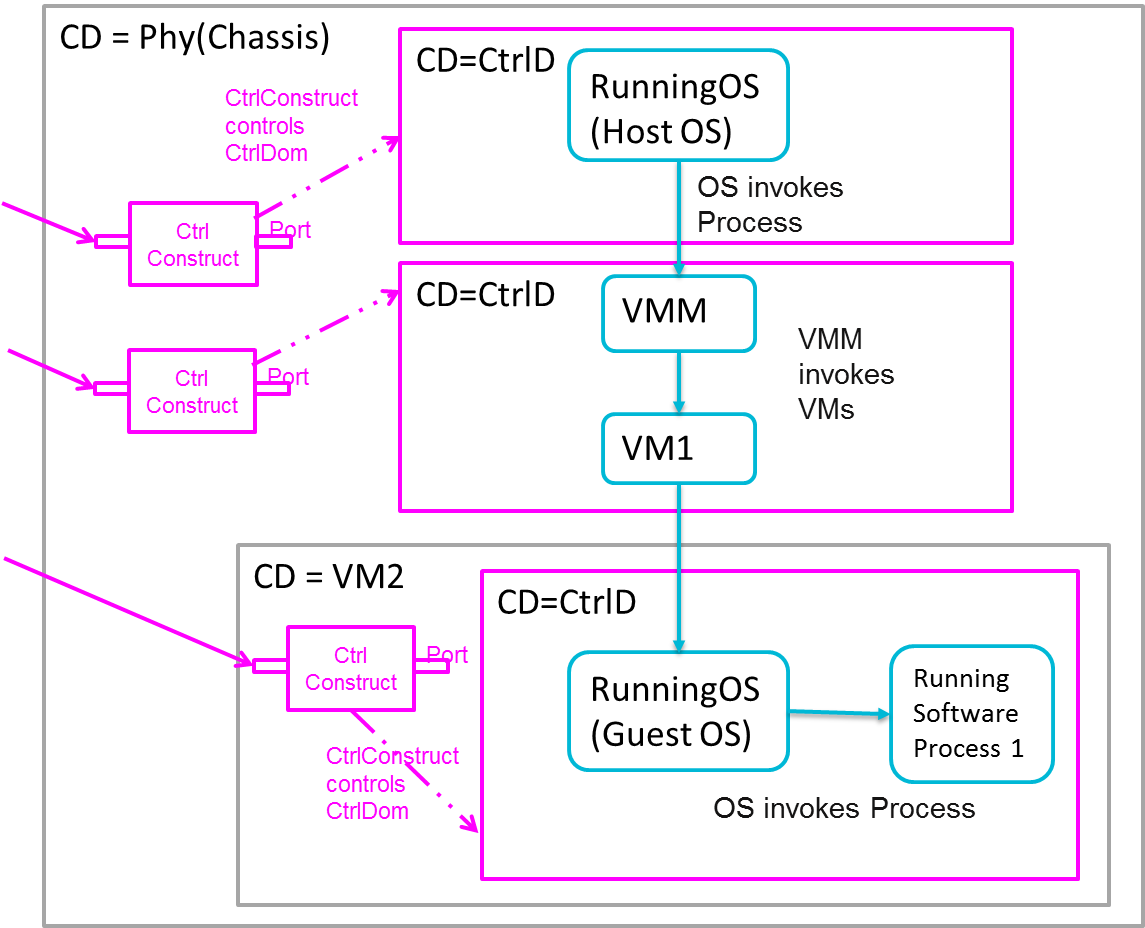 CD = Phy(Chassis)
CD=CtrlD
RunningOS
(Host OS)
CtrlConstruct
controls
CtrlDom
OS invokes
Process
Ctrl
Construct
Port
CD=CtrlD
VMM
VMM
invokes
VMs
Ctrl
Construct
Port
VM1
CD = VM2
CD=CtrlD
Ctrl
Construct
Port
RunningOS
(Guest OS)
Running
Software
Process 1
CtrlConstruct
controls
CtrlDom
OS invokes Process